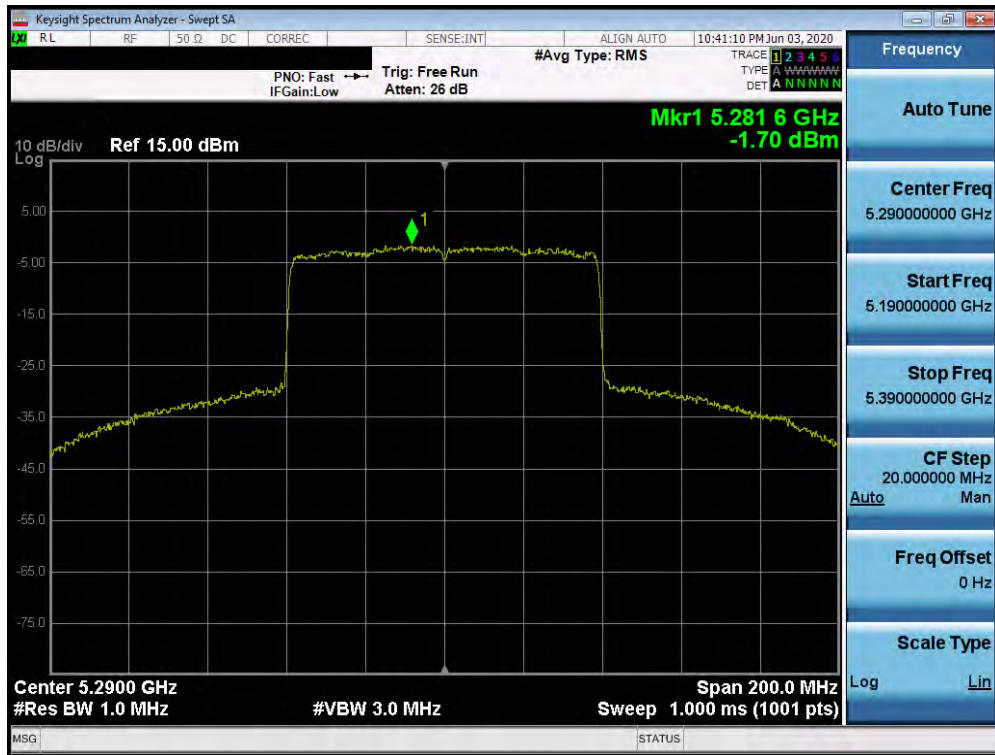 Keysight Spectrum Analyzer - Swept SA
LXI RL RF 50 Ω DC CORREC SENSE:INT ALIGN AUTO 10:41:10 PM Jun 03, 2020
#Avg Type: RMS TRACE 1 2 3 4 5 6
PNO: Fast Trig: Free Run TYPE A WWWWW
IFGain:Low Atten: 26 dB DET A N N N N N
Mkr1 5.281 6 GHz
-1.70 dBm
10 dB/div Ref 15.00 dBm
Log
1
5.00
-5.00
-15.0
-25.0
-35.0
-45.0
-55.0
-65.0
-75.0
Center 5.2900 GHz Span 200.0 MHz
#Res BW 1.0 MHz #VBW 3.0 MHz Sweep 1.000 ms (1001 pts)
MSG STATUS
Frequency
Auto Tune
Center Freq
5.290000000 GHz
Start Freq
5.190000000 GHz
Stop Freq
5.390000000 GHz
CF Step
20.000000 MHz
Auto Man
Freq Offset
0 Hz
Scale Type
Log Lin